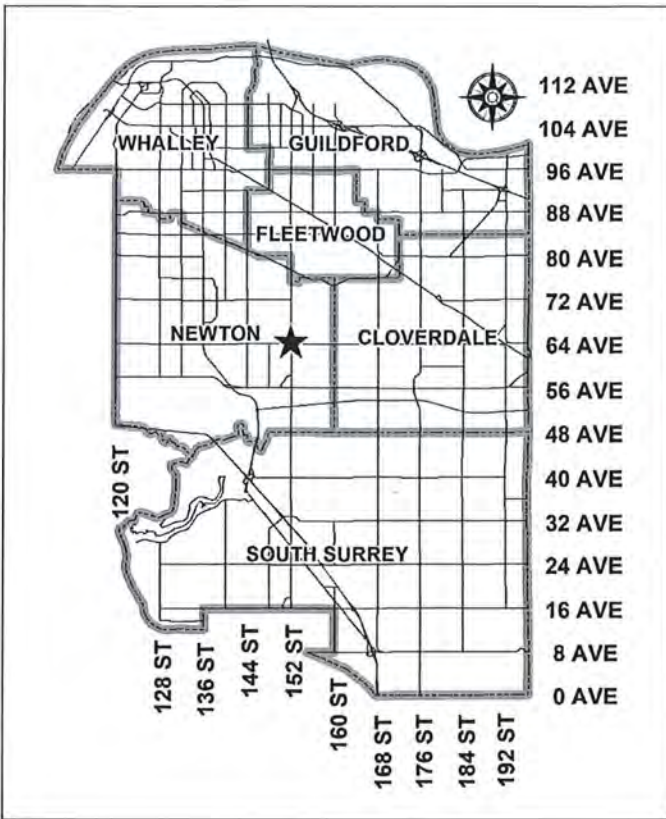 112 AVE
104 AVE
WHALLEY
GUILDFORD
96 AVE
88 AVE
FLEETWOOD
80 AVE
72 AVE
NEWTON
CLOVERDALE
64 AVE
56 AVE
48 AVE
120 ST
40 AVE
32 AVE
SOUTH SURREY
24 AVE
16 AVE
8 AVE
0 AVE
128 ST
136 ST
144 ST
152 ST
160 ST
168 ST
176 ST
184 ST
192 ST